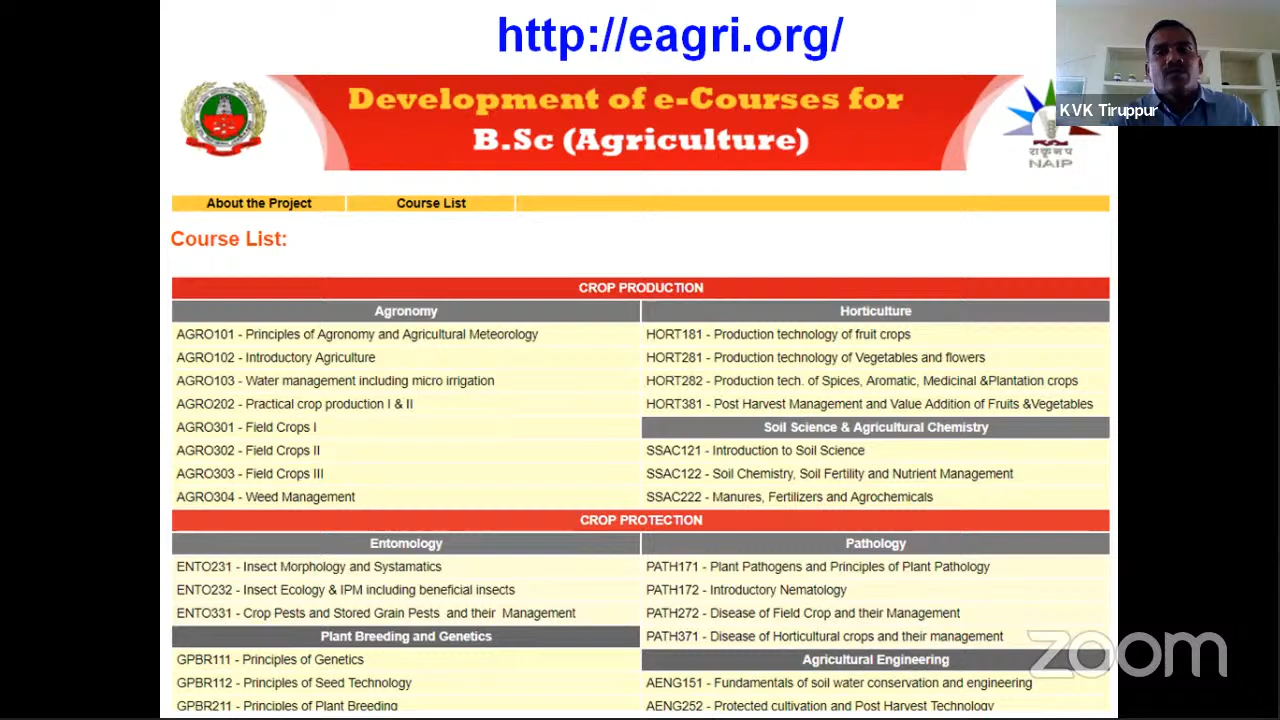 http://eagri.org/
KVK Tiruppur
Development of e-Courses for
B.Sc (Agriculture)
राकृनप
NAIP
About the Project
Course List
Course List:
CROP PRODUCTION
Agronomy
Horticulture
AGRO101 - Principles of Agronomy and Agricultural Meteorology
HORT181 - Production technology of fruit crops
AGRO102 - Introductory Agriculture
HORT281 - Production technology of Vegetables and flowers
AGRO103 - Water management including micro irrigation
HORT282 - Production tech. of Spices, Aromatic, Medicinal &Plantation crops
AGRO202 - Practical crop production I & II
HORT381 - Post Harvest Management and Value Addition of Fruits &Vegetables
AGRO301 - Field Crops I
Soil Science & Agricultural Chemistry
AGRO302 - Field Crops II
SSAC121 - Introduction to Soil Science
AGRO303 - Field Crops III
SSAC122 - Soil Chemistry, Soil Fertility and Nutrient Management
AGRO304 - Weed Management
SSAC222 - Manures, Fertilizers and Agrochemicals
CROP PROTECTION
Entomology
Pathology
ENTO231 - Insect Morphology and Systamatics
PATH171 - Plant Pathogens and Principles of Plant Pathology
ENTO232 - Insect Ecology & IPM including beneficial insects
PATH172 - Introductory Nematology
ENTO331 - Crop Pests and Stored Grain Pests and their Management
PATH272 - Disease of Field Crop and their Management
Plant Breeding and Genetics
PATH371 - Disease of Horticultural crops and their management
GPBR111 - Principles of Genetics
Agricultural Engineering
GPBR112 - Principles of Seed Technology
AENG151 - Fundamentals of soil water conservation and engineering
GPBR211 - Principles of Plant Breeding
AENG252 - Protected cultivation and Post Harvest Technology
zoom